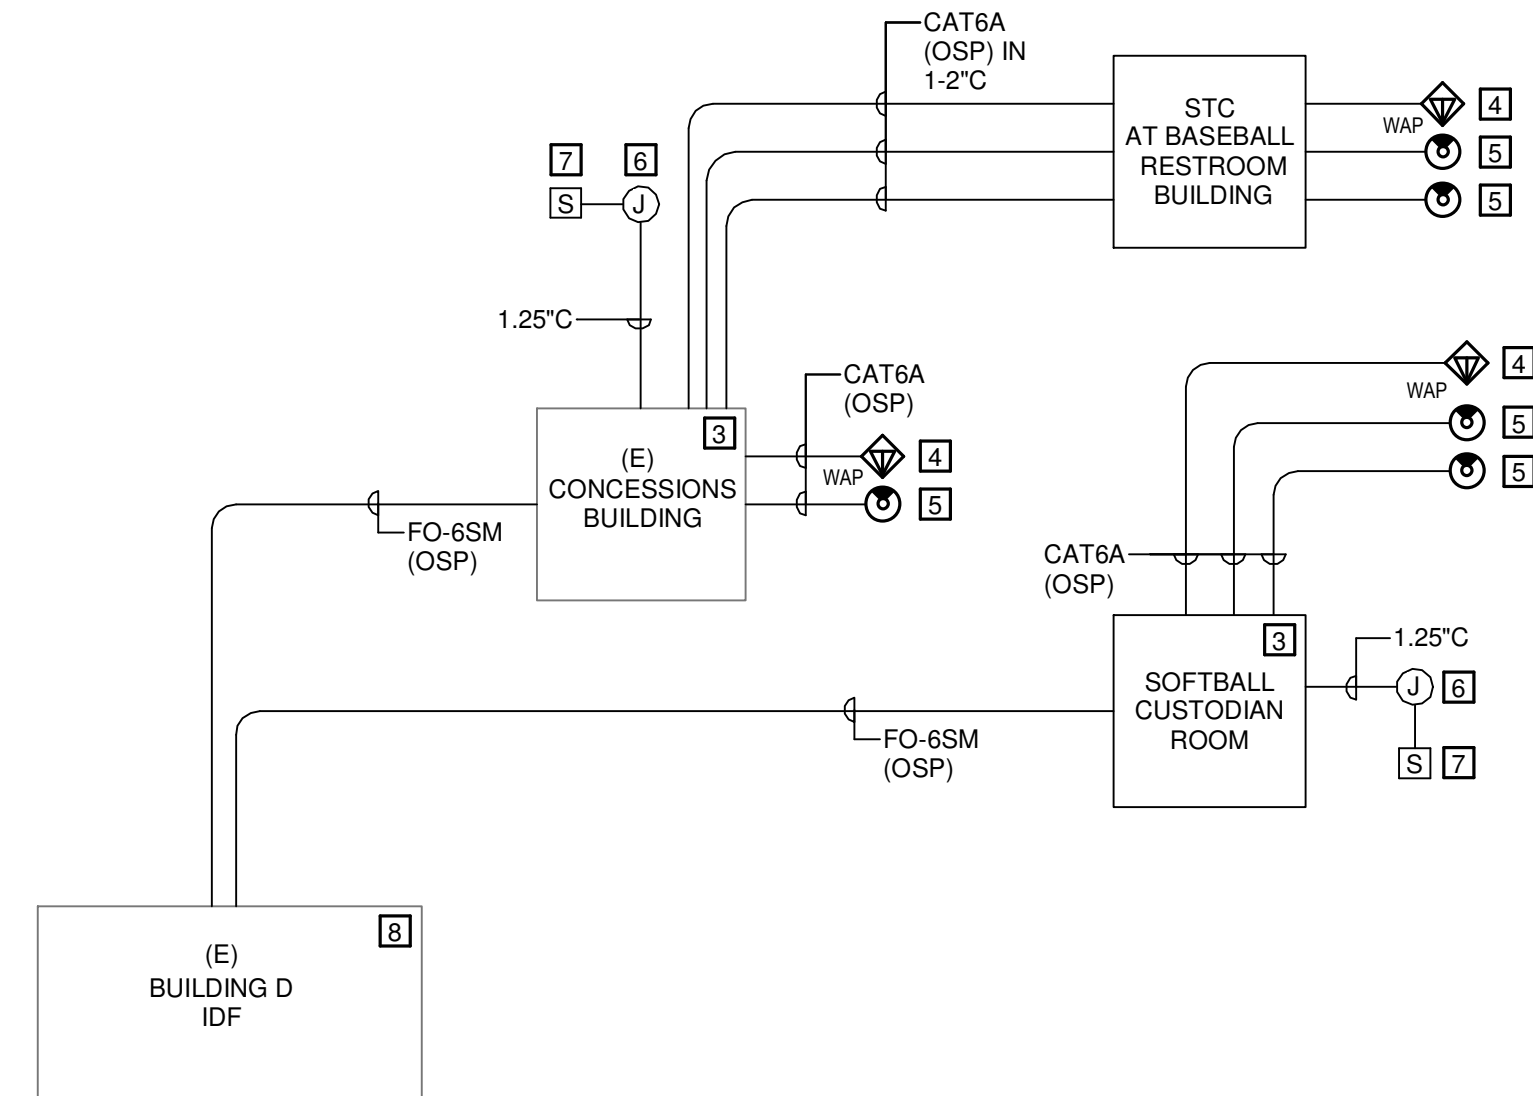 CAT6A
(OSP) IN
1-2"C
STC
AT BASEBALL
RESTROOM
BUILDING
WAP
4
5
5
7
6
S
J
1.25"C
CAT6A
(OSP)
3
(E)
CONCESSIONS
BUILDING
WAP
4
5
WAP
4
5
5
FO-6SM
(OSP)
CAT6A
(OSP)
3
SOFTBALL
CUSTODIAN
ROOM
1.25"C
J
6
S
7
FO-6SM
(OSP)
8
(E)
BUILDING D
IDF